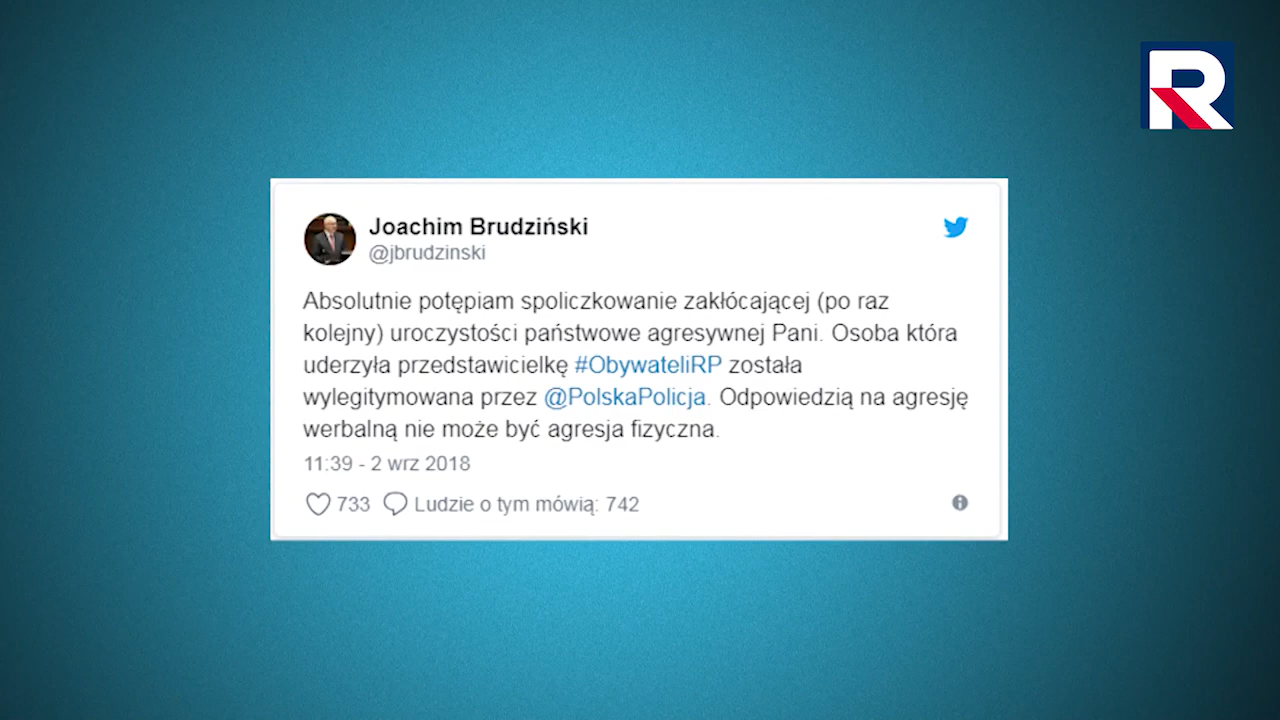 R
Joachim Brudziński
@jbrudzinski
Absolutnie potępiam spoliczkowanie zakłócającej (po raz
kolejny) uroczystości państwowe agresywnej Pani. Osoba która
uderzyła przedstawicielkę #ObywateliRP została
wylegitymowana przez @PolskaPolicja. Odpowiedzią na agresję
werbalną nie może być agresja fizyczna.
11:39 - 2 wrz 2018
733 Ludzie o tym mówią: 742